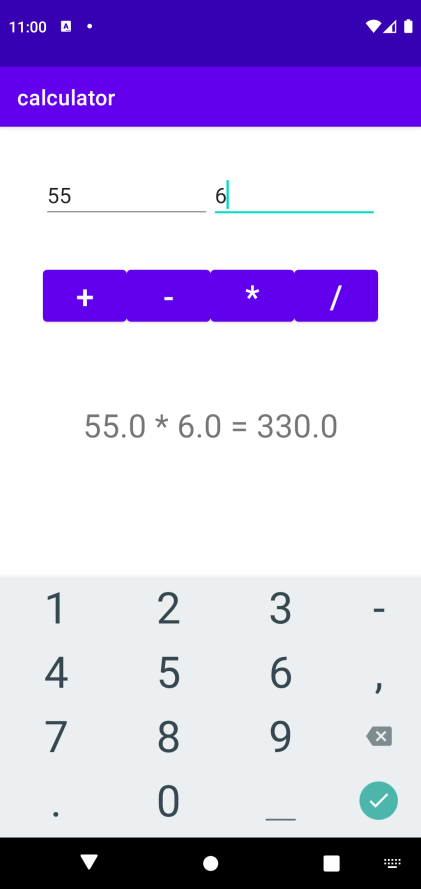 11:00
calculator
55 6
+ - * /
55.0 * 6.0 = 330.0
1 2 3 -
4 5 6 ,
7 8 9
. 0 _